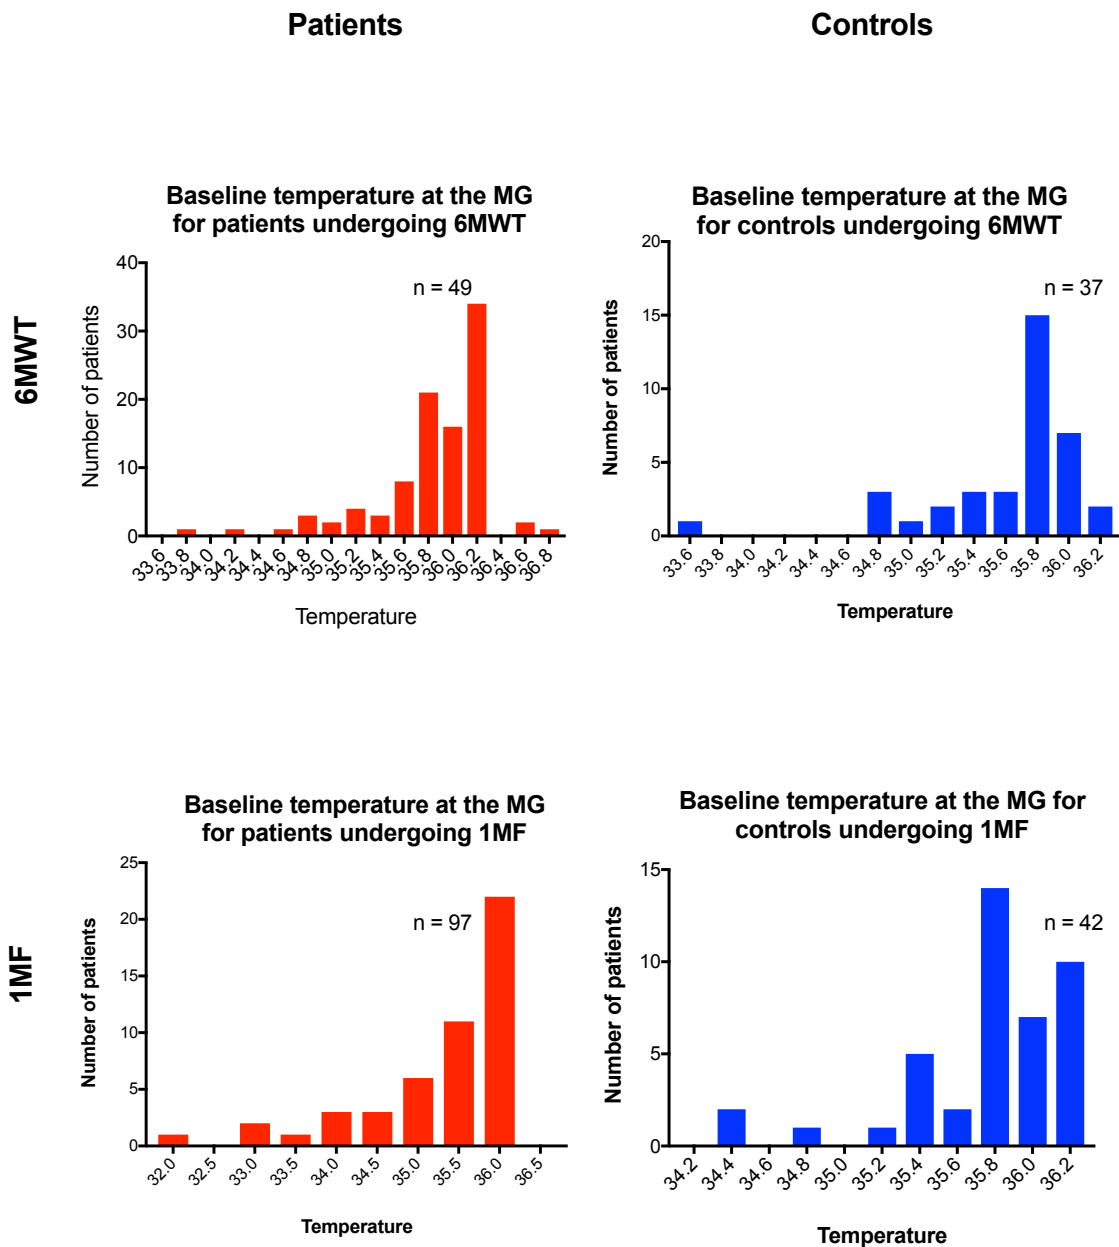 Patients
Controls
6MWT
Baseline temperature at the MG
for patients undergoing 6MWT
n = 49
Number of patients
40
30
20
10
0
33.6 33.8 34.0 34.2 34.4 34.6 34.8 35.0 35.2 35.4 35.6 35.8 36.0 36.2 36.4 36.6 36.8
Temperature
Baseline temperature at the MG
for controls undergoing 6MWT
n = 37
Number of patients
20
15
10
5
0
33.6 33.8 34.0 34.2 34.4 34.6 34.8 35.0 35.2 35.4 35.6 35.8 36.0 36.2
Temperature
1MF
Baseline temperature at the MG
for patients undergoing 1MF
n = 97
Number of patients
25
20
15
10
5
0
32.0 32.5 33.0 33.5 34.0 34.5 35.0 35.5 36.0 36.5
Temperature
Baseline temperature at the MG for
controls undergoing 1MF
n = 42
Number of patients
15
10
5
0
34.2 34.4 34.6 34.8 35.0 35.2 35.4 35.6 35.8 36.0 36.2
Temperature